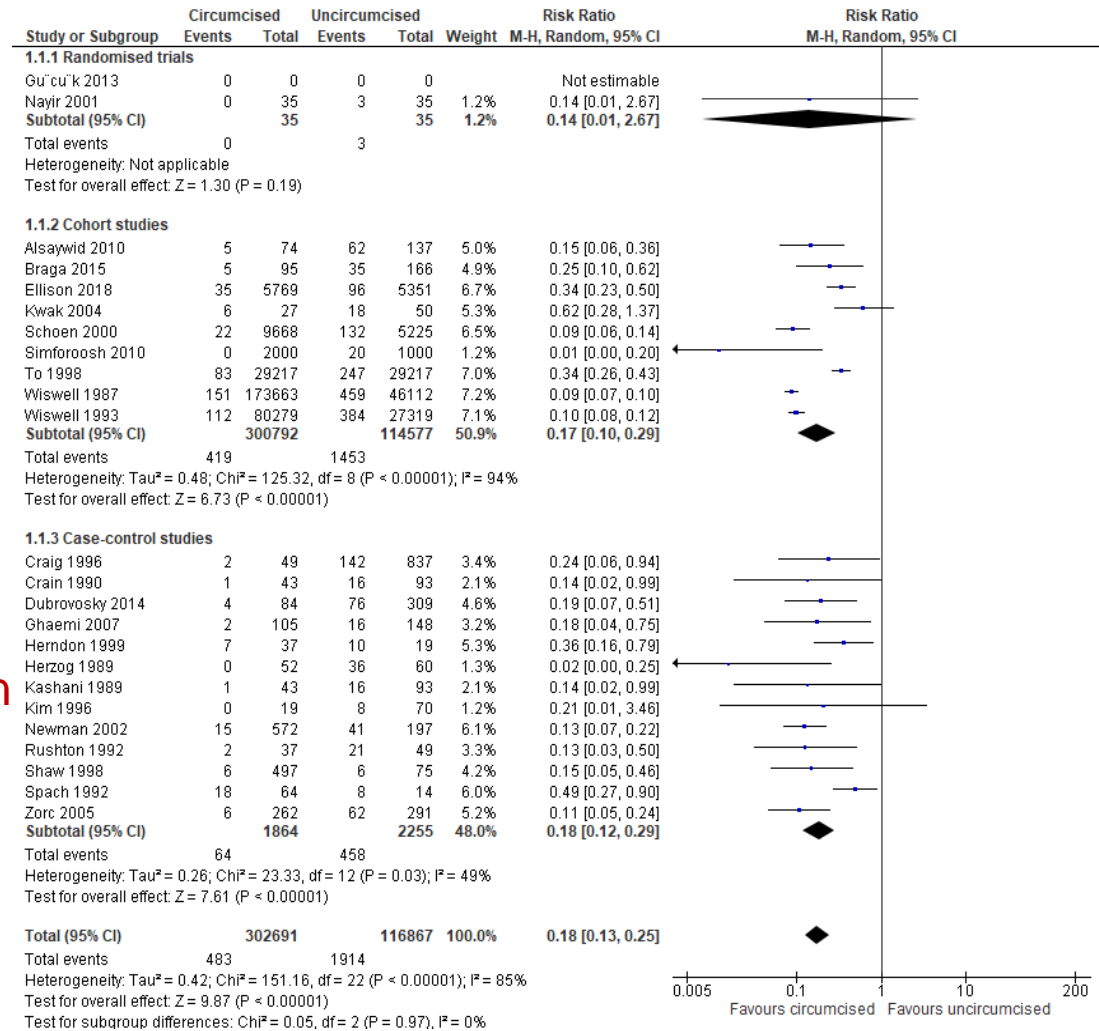 Circumcised Uncircumcised Risk Ratio Risk Ratio
Study or Subgroup Events Total Events Total Weight M-H, Random, 95% CI M-H, Random, 95% CI
1.1.1 Randomised trials
Gu¨cu¨k 2013 0 0 0 0 Not estimable
Nayir 2001 0 35 3 35 1.2% 0.14 [0.01, 2.67]
Subtotal (95% CI) 35 35 1.2% 0.14 [0.01, 2.67]
Total events 0 3
Heterogeneity: Not applicable
Test for overall effect: Z = 1.30 (P = 0.19)
1.1.2 Cohort studies
Alsaywid 2010 5 74 62 137 5.0% 0.15 [0.06, 0.36]
Braga 2015 5 95 35 166 4.9% 0.25 [0.10, 0.62]
Ellison 2018 35 5769 96 5351 6.7% 0.34 [0.23, 0.50]
Kwak 2004 6 27 18 50 5.3% 0.62 [0.28, 1.37]
Schoen 2000 22 9668 132 5225 6.5% 0.09 [0.06, 0.14]
Simforoosh 2010 0 2000 20 1000 1.2% 0.01 [0.00, 0.20]
To 1998 83 29217 247 29217 7.0% 0.34 [0.26, 0.43]
Wiswell 1987 151 173663 459 46112 7.2% 0.09 [0.07, 0.10]
Wiswell 1993 112 80279 384 27319 7.1% 0.10 [0.08, 0.12]
Subtotal (95% CI) 300792 114577 50.9% 0.17 [0.10, 0.29]
Total events 419 1453
Heterogeneity: Tau² = 0.48; Chi² = 125.32, df = 8 (P < 0.00001); I² = 94%
Test for overall effect: Z = 6.73 (P < 0.00001)
1.1.3 Case-control studies
Craig 1996 2 49 142 837 3.4% 0.24 [0.06, 0.94]
Crain 1990 1 43 16 93 2.1% 0.14 [0.02, 0.99]
Dubrovosky 2014 4 84 76 309 4.6% 0.19 [0.07, 0.51]
Ghaemi 2007 2 105 16 148 3.2% 0.18 [0.04, 0.75]
Herndon 1999 7 37 10 19 5.3% 0.36 [0.16, 0.79]
Herzog 1989 0 52 36 60 1.3% 0.02 [0.00, 0.25]
n
Kashani 1989 1 43 16 93 2.1% 0.14 [0.02, 0.99]
Kim 1996 0 19 8 70 1.2% 0.21 [0.01, 3.46]
Newman 2002 15 572 41 197 6.1% 0.13 [0.07, 0.22]
Rushton 1992 2 37 21 49 3.3% 0.13 [0.03, 0.50]
Shaw 1998 6 497 6 75 4.2% 0.15 [0.05, 0.46]
Spach 1992 18 64 8 14 6.0% 0.49 [0.27, 0.90]
Zorc 2005 6 262 62 291 5.2% 0.11 [0.05, 0.24]
Subtotal (95% CI) 1864 2255 48.0% 0.18 [0.12, 0.29]
Total events 64 458
Heterogeneity: Tau² = 0.26; Chi² = 23.33, df = 12 (P = 0.03); I² = 49%
Test for overall effect: Z = 7.61 (P < 0.00001)
Total (95% CI) 302691 116867 100.0% 0.18 [0.13, 0.25]
Total events 483 1914
Heterogeneity: Tau² = 0.42; Chi² = 151.16, df = 22 (P < 0.00001); I² = 85%
Test for overall effect: Z = 9.87 (P < 0.00001)
Test for subgroup differences: Chi² = 0.05, df = 2 (P = 0.97), I² = 0%
0.005 0.1 1 10 200
Favours circumcised Favours uncircumcised